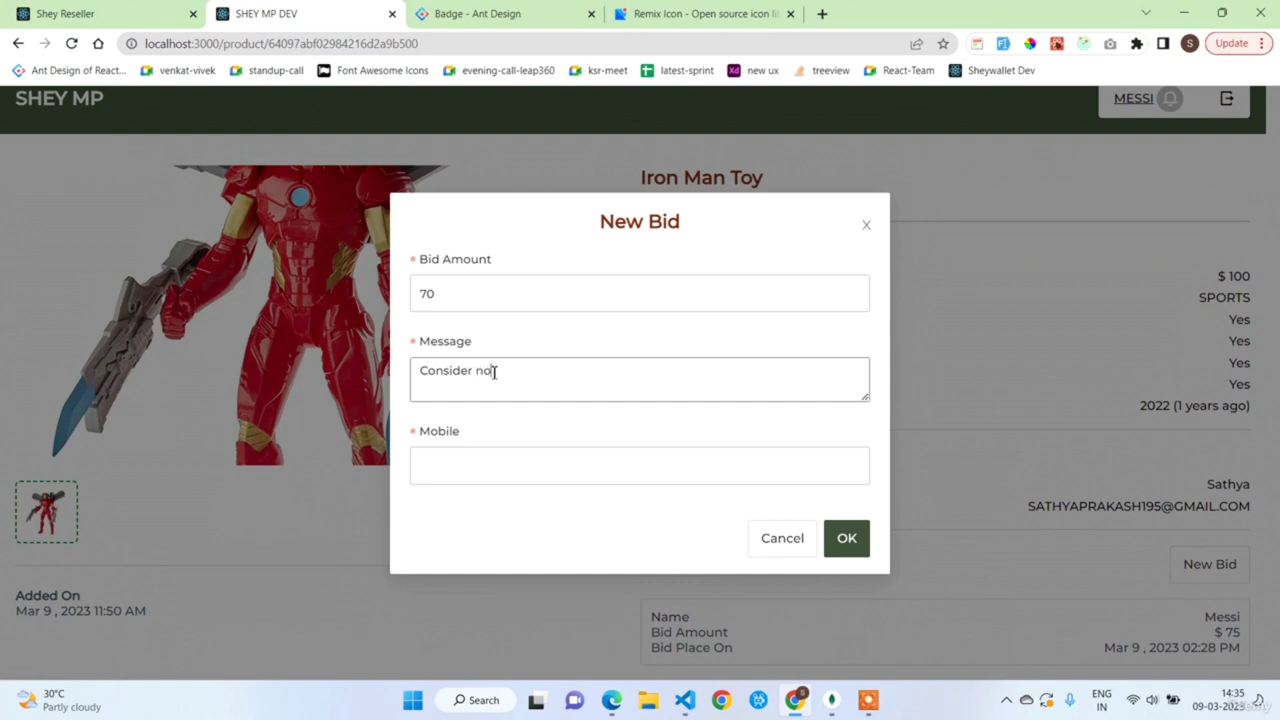 Shey Reseller
SHEY MP DEV
Badge - Ant Design
Remix Icon - Open source icon li
localhost:3000/product/64097abf02984216d2a9b500
S
Update
Ant Design of React...
venkat-vivek
standup-call
Font Awesome Icons
evening-call-leap360
ksr-meet
latest-sprint
new ux
treeview
React-Team
Sheywallet Dev
SHEY MP
MESSI
Iron Man Toy
New Bid
* Bid Amount
70
$ 100
SPORTS
Yes
* Message
Yes
Consider no
Yes
Yes
2022 (1 years ago)
* Mobile
Sathya
SATHYAPRAKASH195@GMAIL.COM
Cancel
OK
New Bid
Added On
Mar 9 , 2023 11:50 AM
Name
Messi
Bid Amount
$ 75
Bid Place On
Mar 9 , 2023 02:28 PM
30°C
Partly cloudy
Search
ENG
IN
14:35
09-03-2023